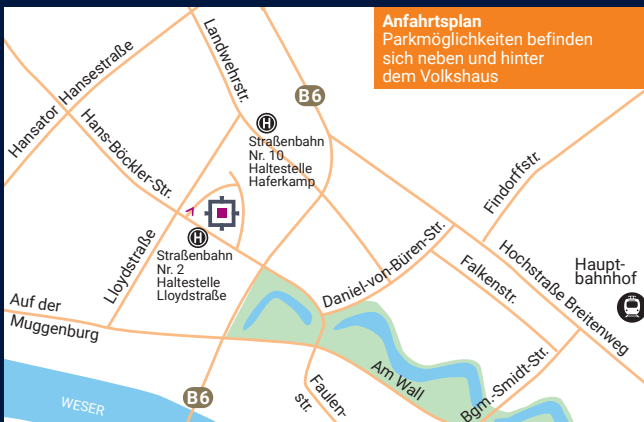 Anfahrtsplan
Parkmöglichkeiten befinden
sich neben und hinter
dem Volkshaus
Hansator
Hansestraße
Landwehrstr.
B6
Hans-Böckler-Str.
H
Straßenbahn
Nr. 10
Haltestelle
Haferkamp
Findorffstr.
H
Straßenbahn
Nr. 2
Haltestelle
Lloydstraße
Lloydstraße
Daniel-von-Büren-Str.
Falkenstr.
Hochstraße Breitenweg
Haupt-
bahnhof
Auf der
Muggenburg
Am Wall
Bgm.-Smidt-Str.
Faulen-
str.
B6
WESER